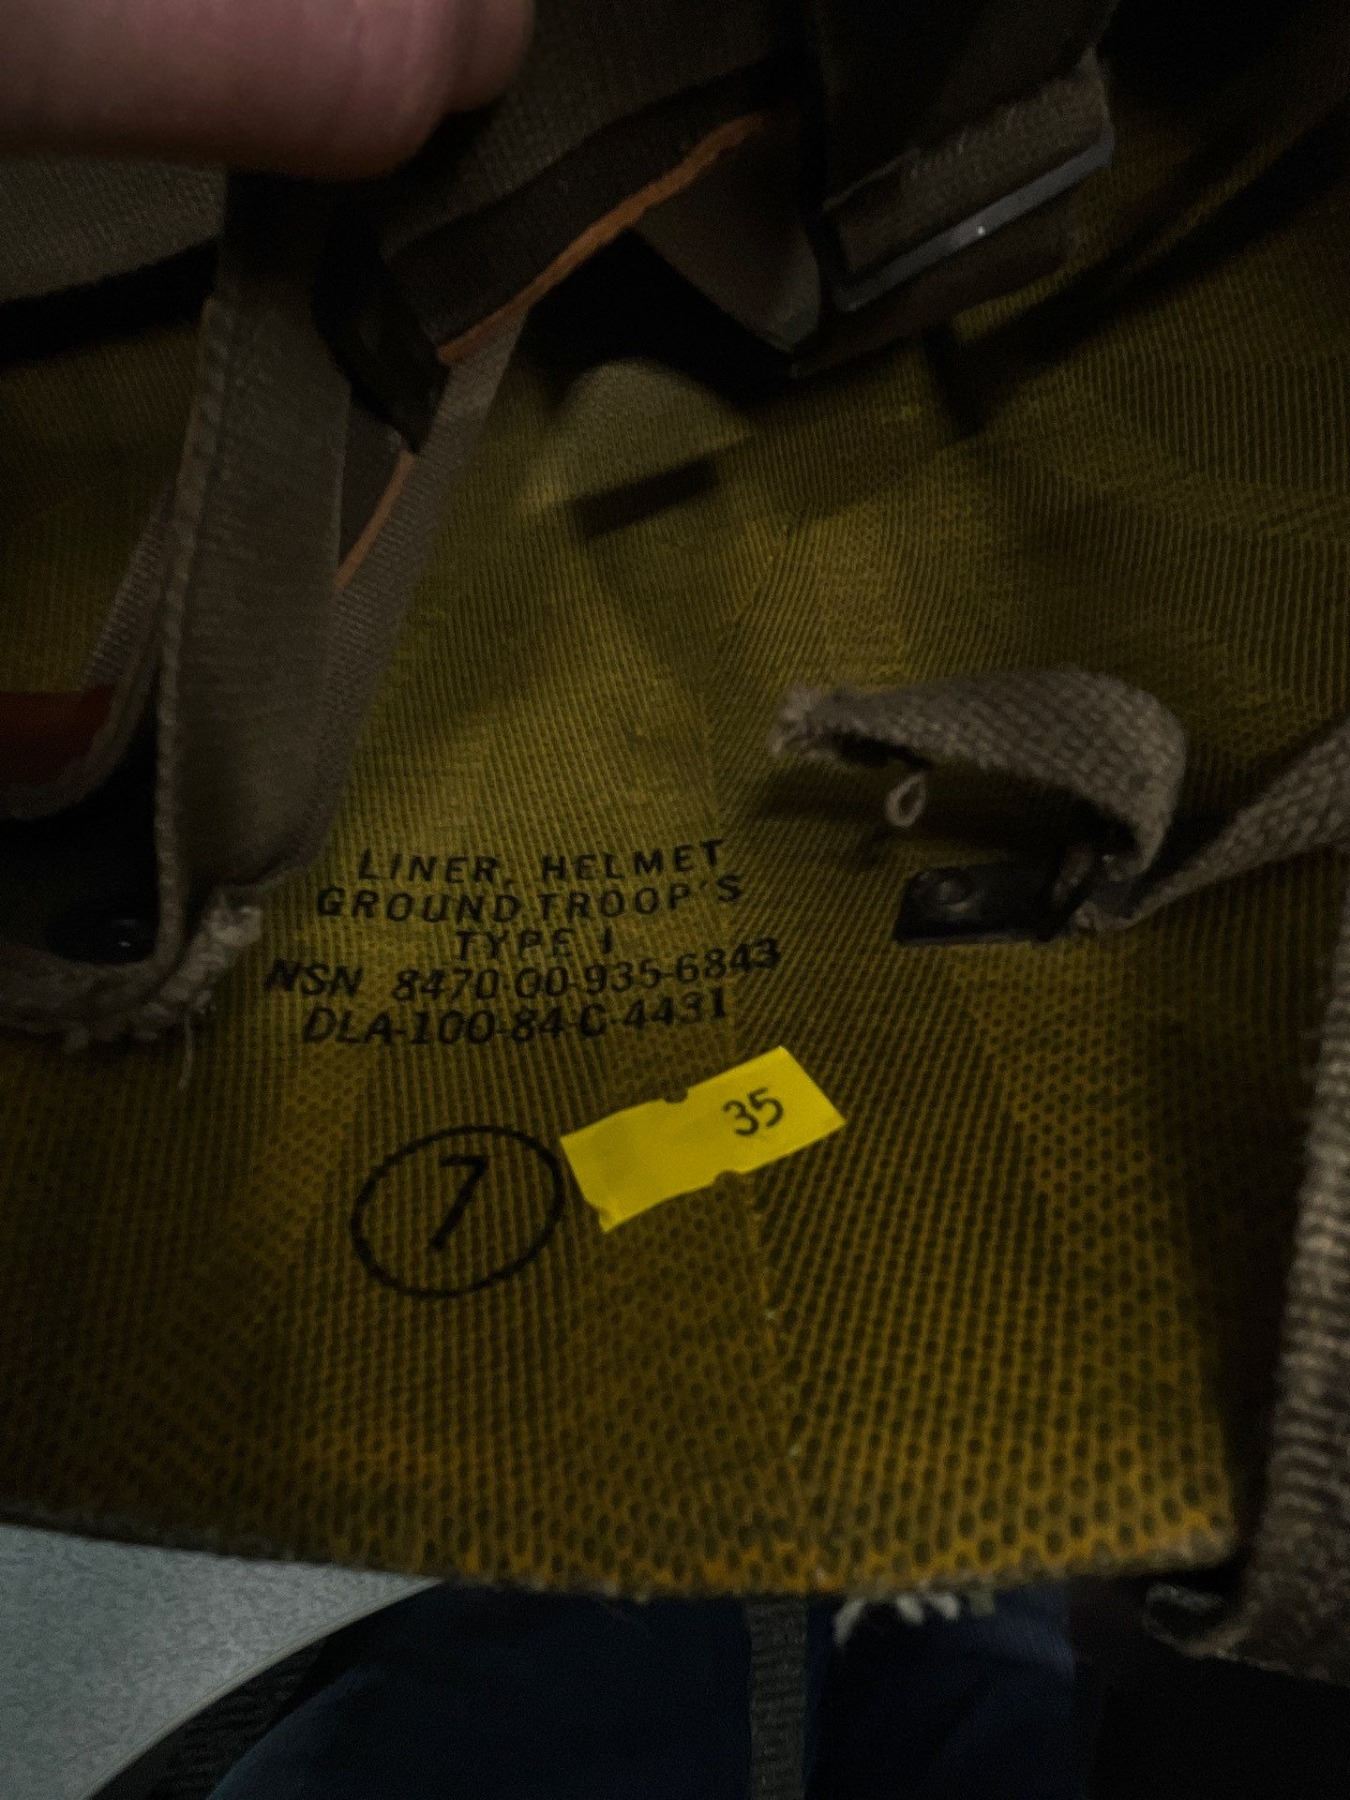 LINER, HELMET
GROUND TROOP'S
TYPE I
NSN 8470-00-935-6843
DLA-100-84-C-4431
35
7